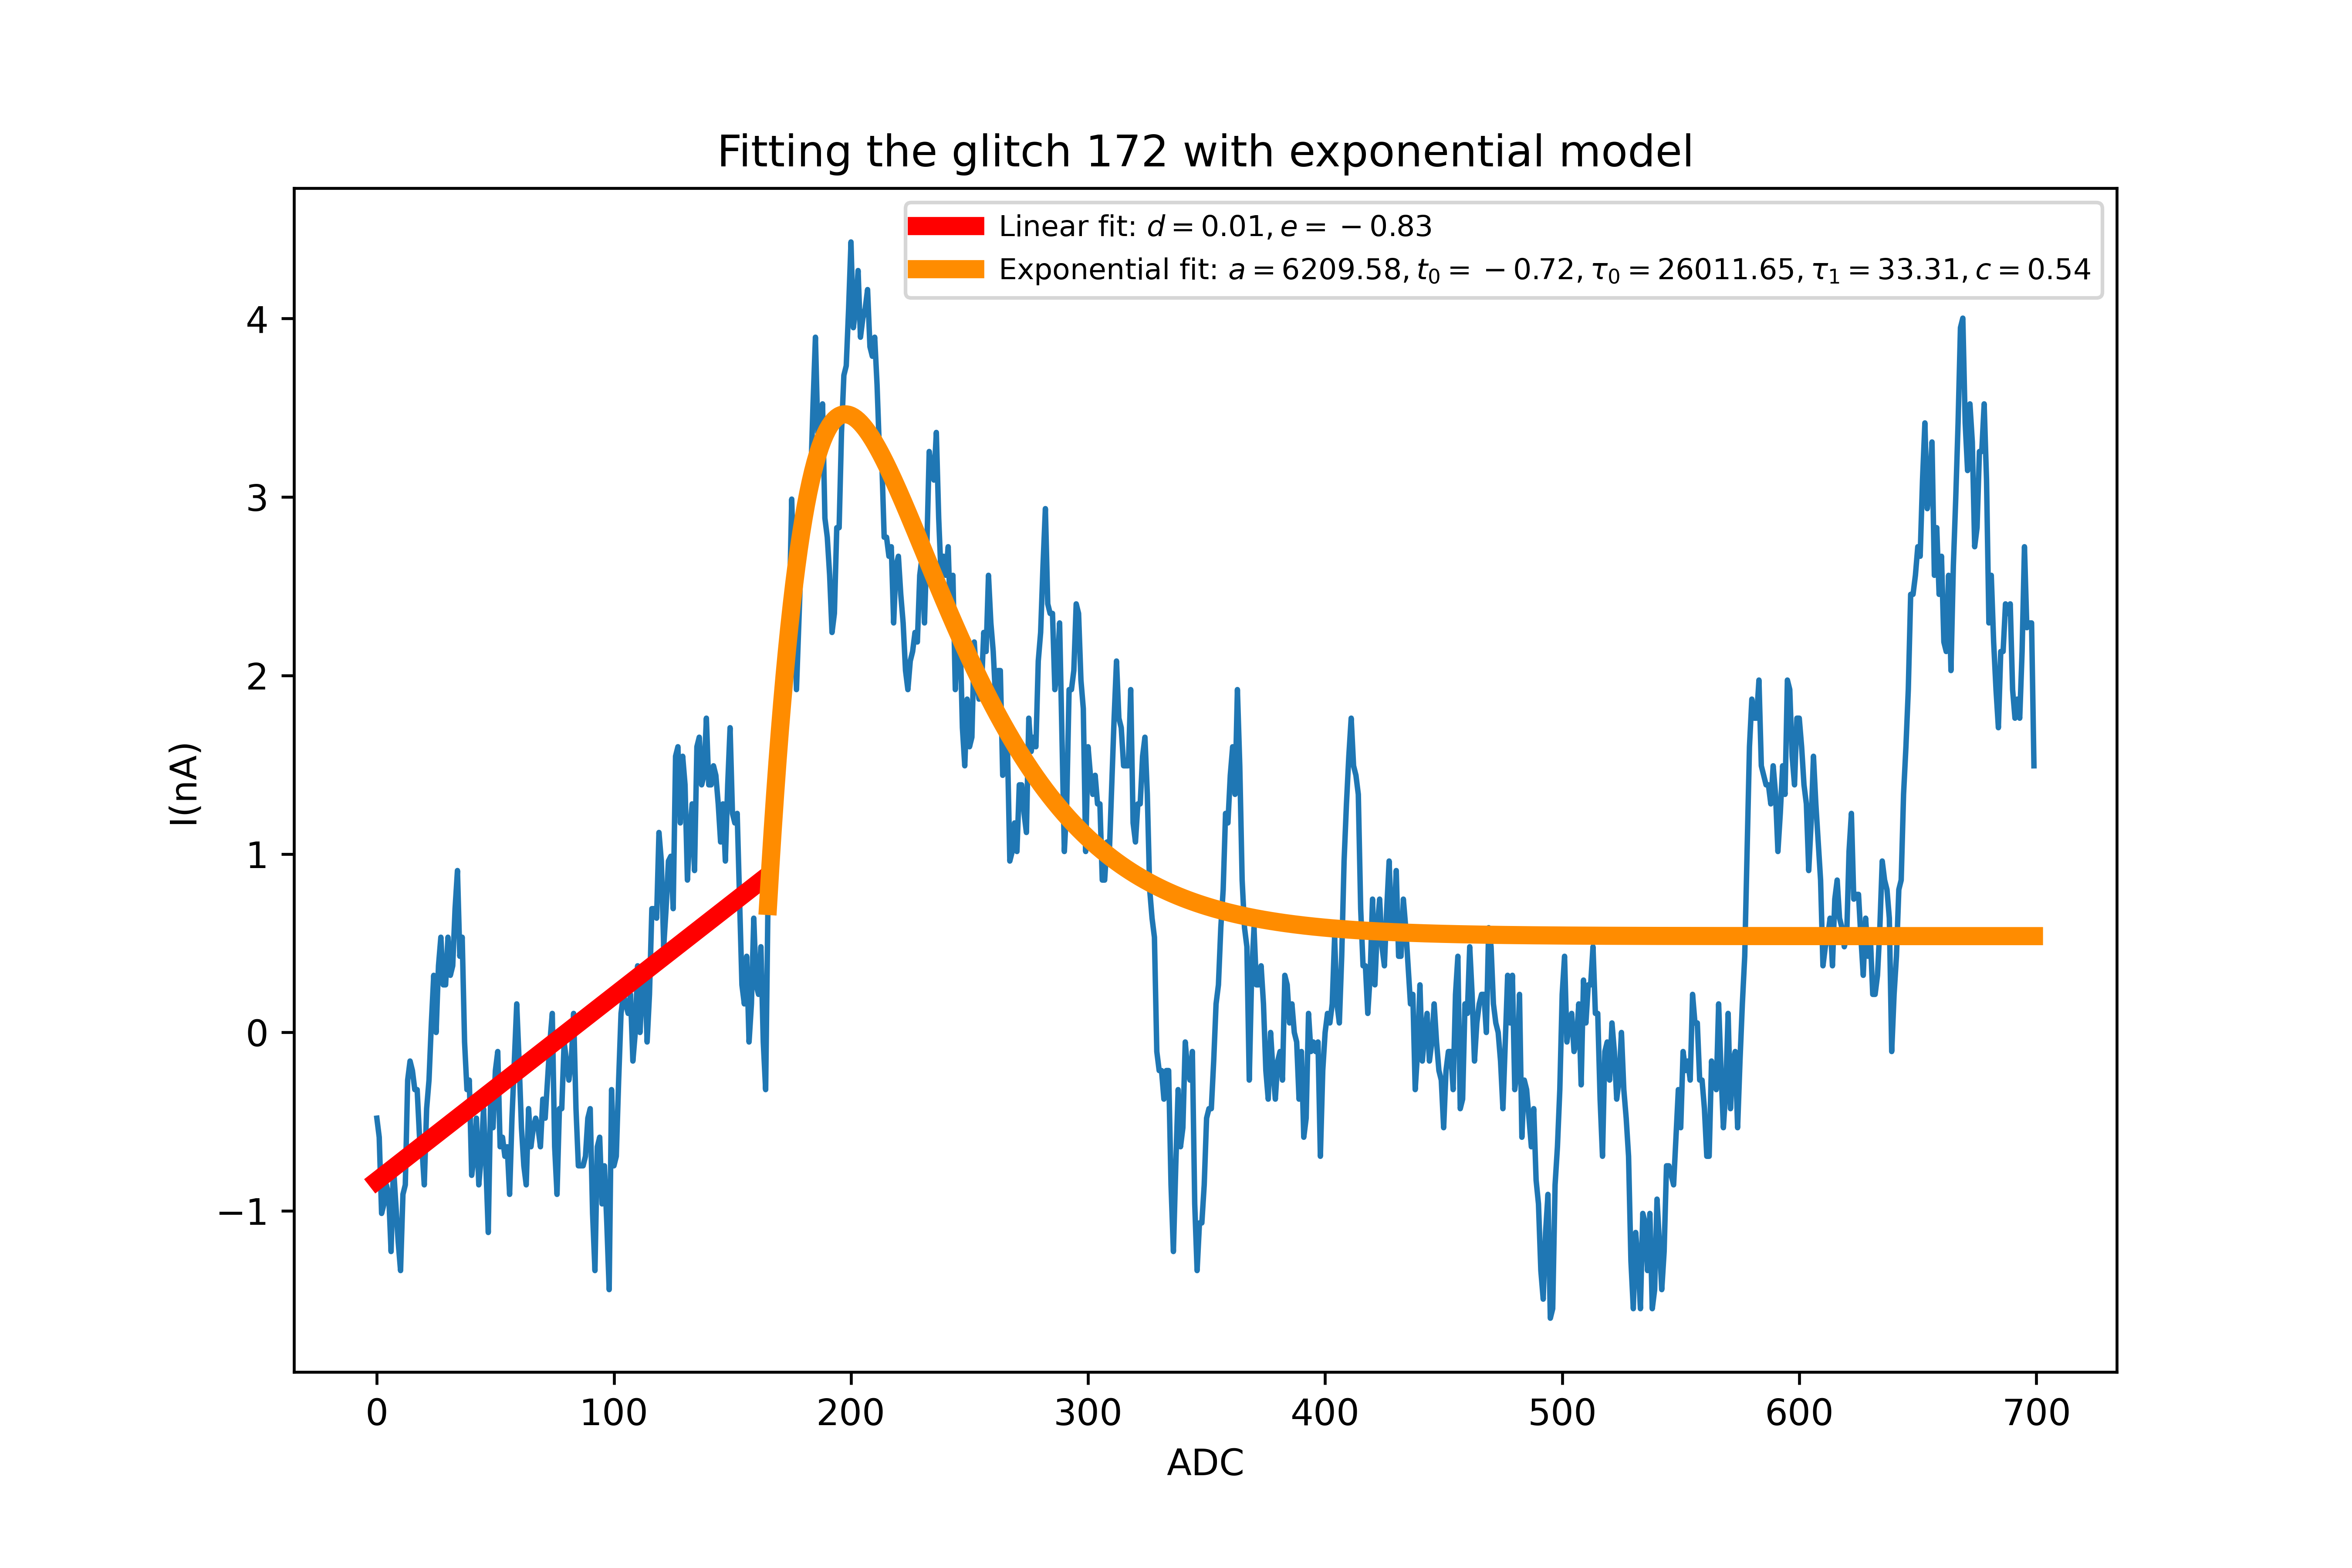 Fitting the glitch 172 with exponential model
Linear fit: d = 0.01, e = −0.83
Exponential fit: a = 6209.58, t₀ = −0.72, τ₀ = 26011.65, τ₁ = 33.31, c = 0.54
4
3
2
1
0
−1
I(nA)
0 100 200 300 400 500 600 700
ADC